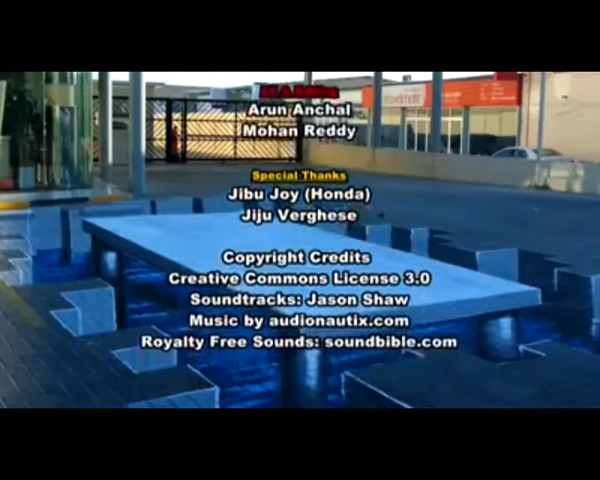 Arun Anchal
Mohan Reddy
Special Thanks
Jibu Joy (Honda)
Jiju Verghese
Copyright Credits
Creative Commons License 3.0
Soundtracks: Jason Shaw
Music by audionautix.com
Royalty Free Sounds: soundbible.com